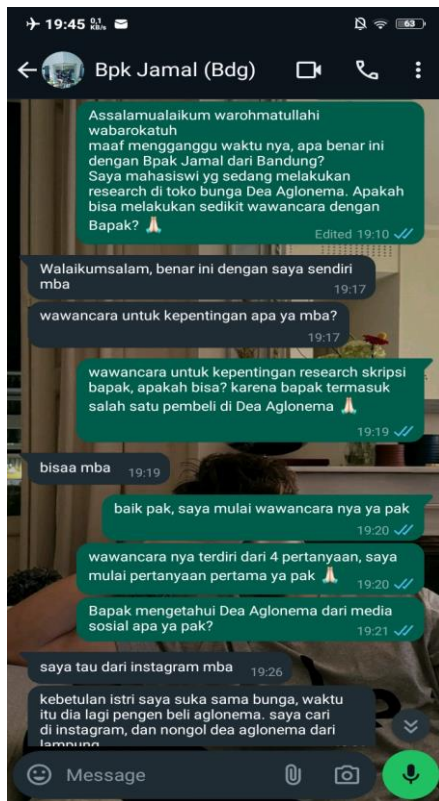 19:45 0,1 KB/s 63
Bpk Jamal (Bdg)
Assalamualaikum warohmatullahi
wabarokatuh
maaf mengganggu waktu nya, apa benar ini
dengan Bpak Jamal dari Bandung?
Saya mahasiswi yg sedang melakukan
research di toko bunga Dea Aglonema. Apakah
bisa melakukan sedikit wawancara dengan
Bapak? 🙏🏻
Edited 19:10
Walaikumsalam, benar ini dengan saya sendiri
mba
19:17
wawancara untuk kepentingan apa ya mba?
19:17
wawancara untuk kepentingan research skripsi
bapak, apakah bisa? karena bapak termasuk
salah satu pembeli di Dea Aglonema 🙏🏻
19:19
bisaa mba 19:19
baik pak, saya mulai wawancara nya ya pak
19:20
wawancara nya terdiri dari 4 pertanyaan, saya
mulai pertanyaan pertama ya pak 🙏🏻 19:20
Bapak mengetahui Dea Aglonema dari media
sosial apa ya pak?
19:21
saya tau dari instagram mba 19:26
kebetulan istri saya suka sama bunga, waktu
itu dia lagi pengen beli aglonema. saya cari
di instagram, dan nongol dea aglonema dari
lampung
Message